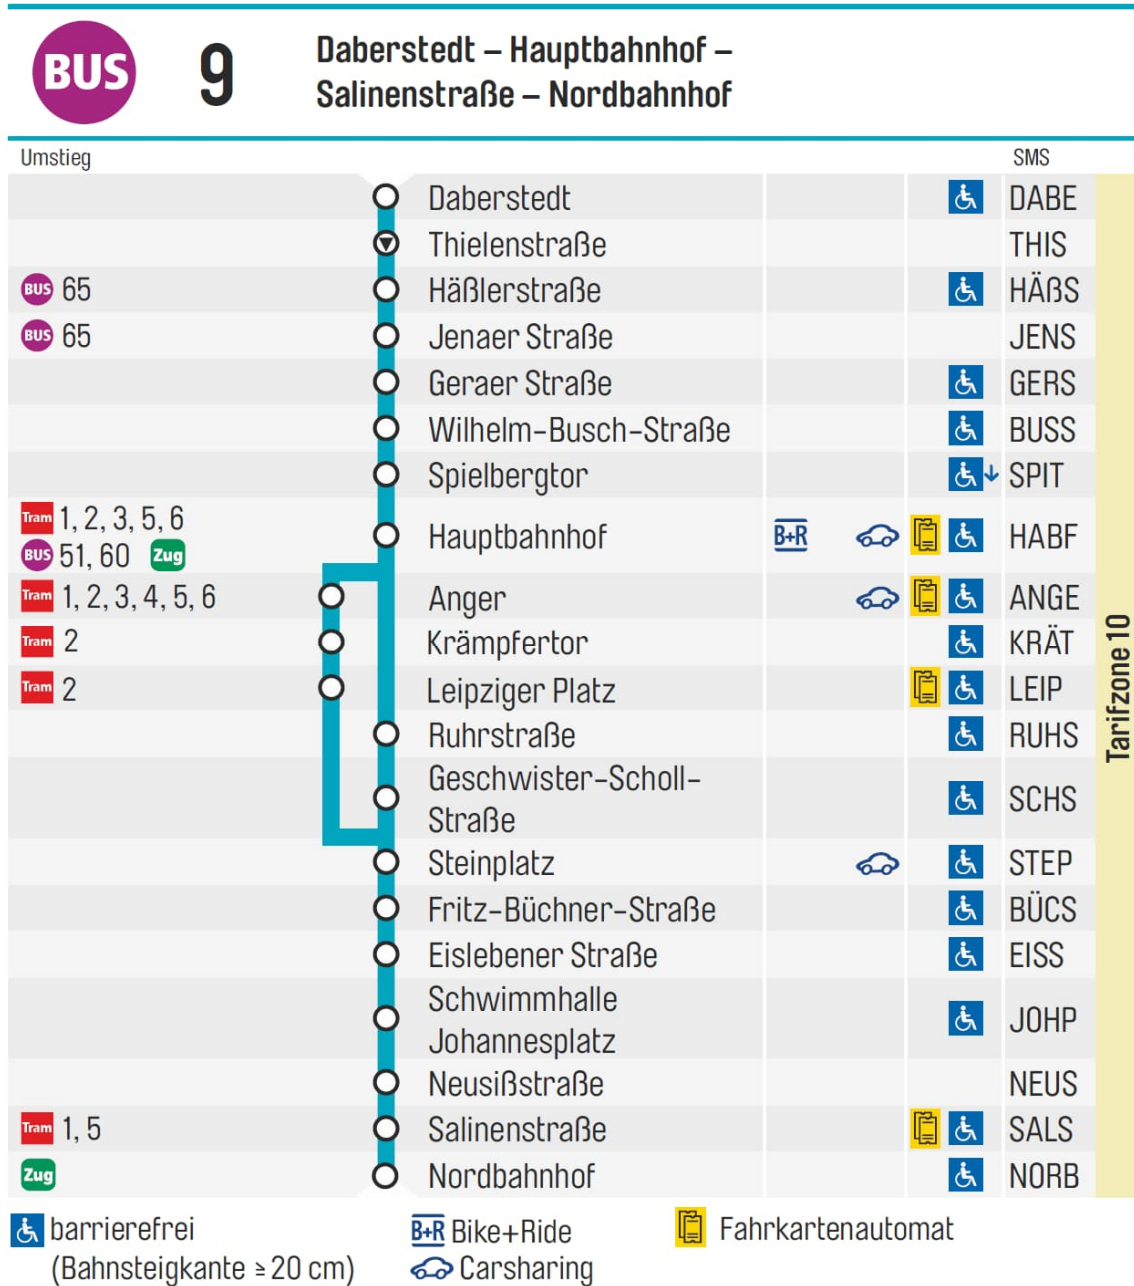 BUS 9 Daberstedt – Hauptbahnhof –
Salinenstraße – Nordbahnhof
Umstieg SMS
Daberstedt DABE
Thielenstraße THIS
BUS 65 Häßlerstraße HÄßS
BUS 65 Jenaer Straße JENS
Geraer Straße GERS
Wilhelm-Busch-Straße BUSS
Spielbergtor SPIT
Tram 1, 2, 3, 5, 6
BUS 51, 60 Zug Hauptbahnhof B+R HABF
Tram 1, 2, 3, 4, 5, 6 Anger ANGE
Tram 2 Krämpfertor KRÄT
Tram 2 Leipziger Platz LEIP
Ruhrstraße RUHS
Geschwister-Scholl-
Straße SCHS
Steinplatz STEP
Fritz-Büchner-Straße BÜCS
Eislebener Straße EISS
Schwimmhalle
Johannesplatz JOHP
Neusißstraße NEUS
Tram 1, 5 Salinenstraße SALS
Zug Nordbahnhof NORB
Tarifzone 10
barrierefrei B+R Bike+Ride Fahrkartenautomat
(Bahnsteigkante ≥ 20 cm) Carsharing